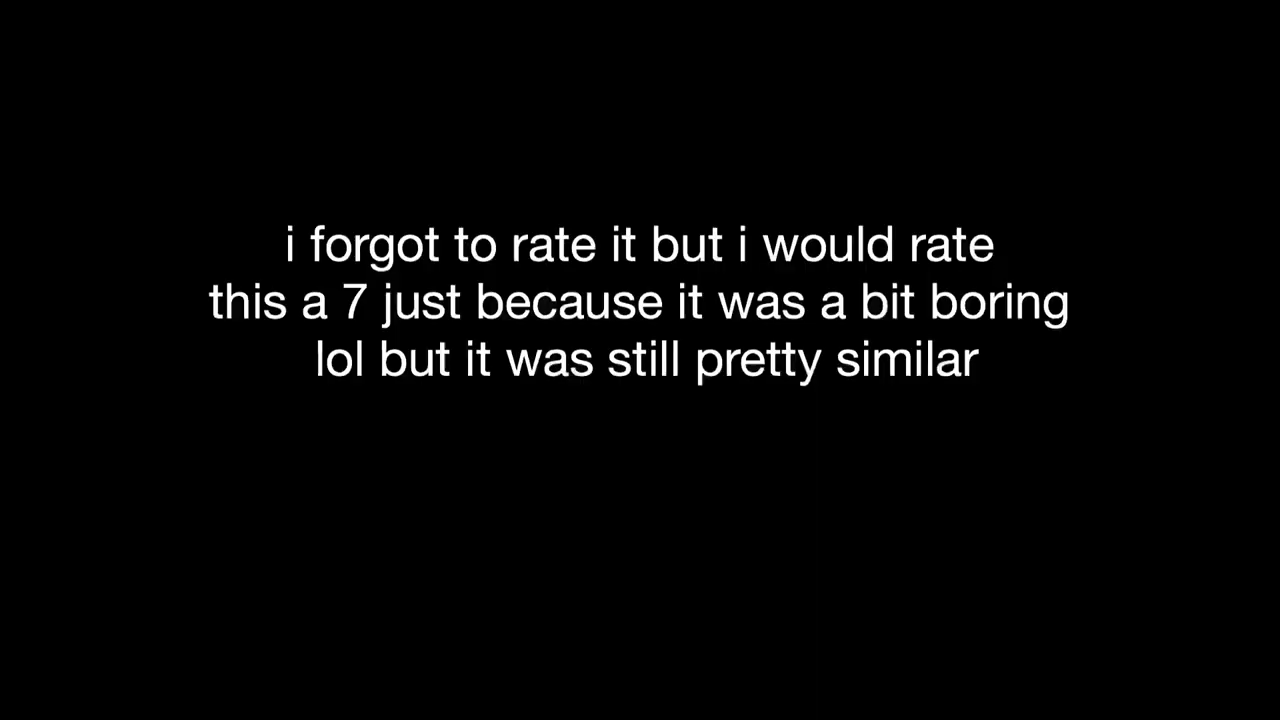 i forgot to rate it but i would rate
this a 7 just because it was a bit boring
lol but it was still pretty similar